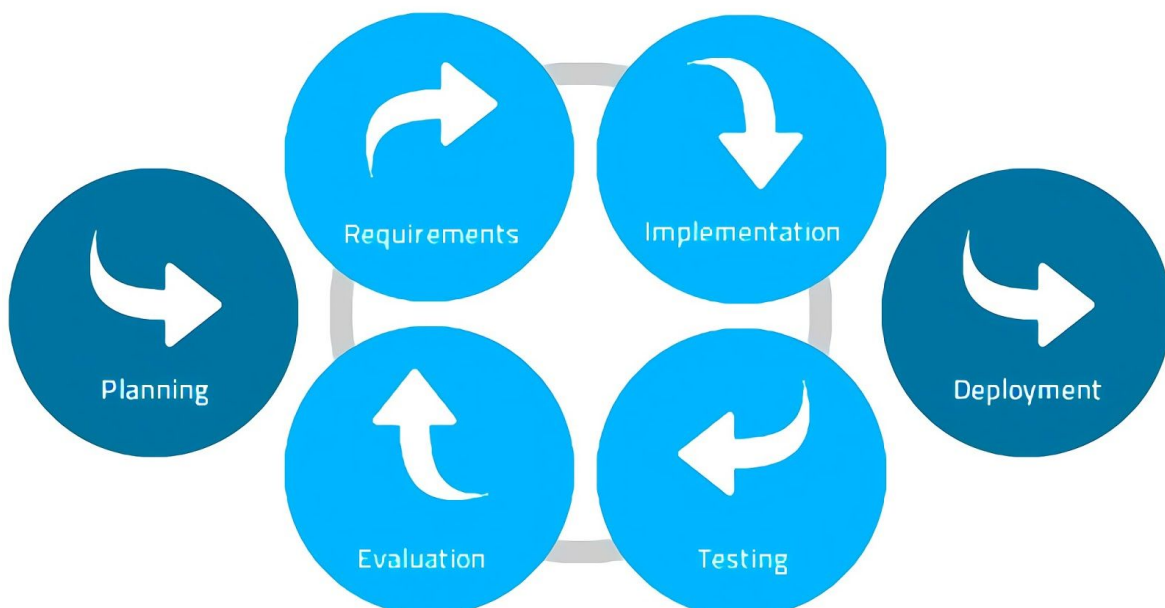 Planning
Requirements
Implementation
Testing
Evaluation
Deployment